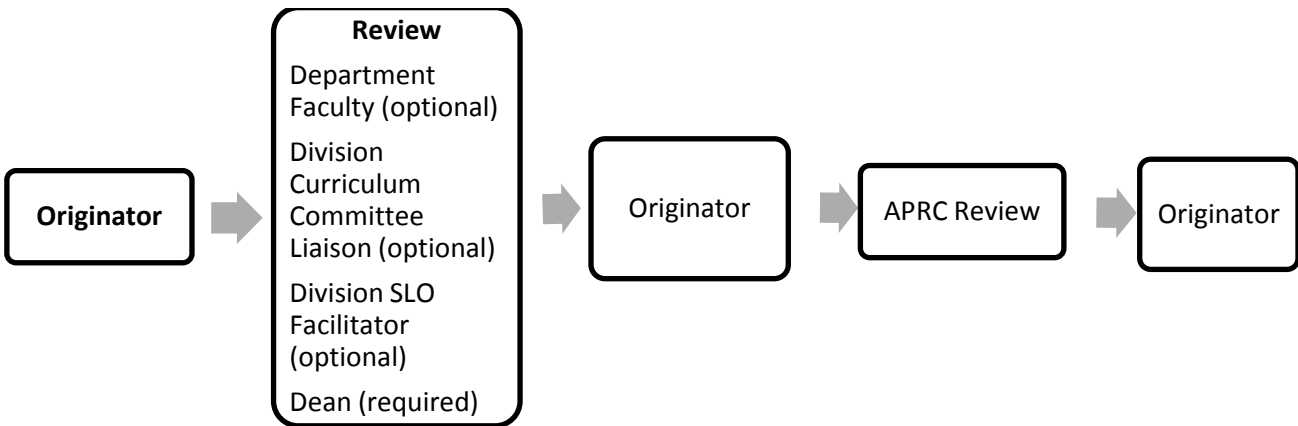 Originator
Review
Department
Faculty (optional)
Division
Curriculum
Committee
Liaison (optional)
Division SLO
Facilitator
(optional)
Dean (required)
Originator
APRC Review
Originator